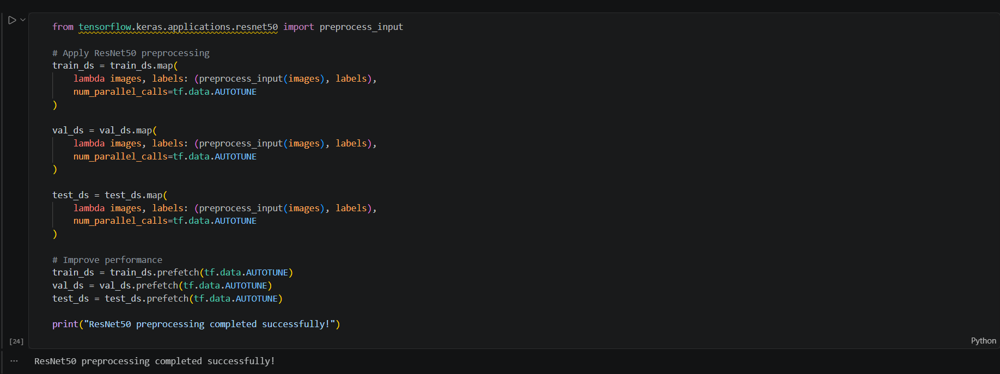 from tensorflow.keras.applications.resnet50 import preprocess_input
# Apply ResNet50 preprocessing
train_ds = train_ds.map(
    lambda images, labels: (preprocess_input(images), labels),
    num_parallel_calls=tf.data.AUTOTUNE
)
val_ds = val_ds.map(
    lambda images, labels: (preprocess_input(images), labels),
    num_parallel_calls=tf.data.AUTOTUNE
)
test_ds = test_ds.map(
    lambda images, labels: (preprocess_input(images), labels),
    num_parallel_calls=tf.data.AUTOTUNE
)
# Improve performance
train_ds = train_ds.prefetch(tf.data.AUTOTUNE)
val_ds = val_ds.prefetch(tf.data.AUTOTUNE)
test_ds = test_ds.prefetch(tf.data.AUTOTUNE)
print("ResNet50 preprocessing completed successfully!")
[24]
Python
... ResNet50 preprocessing completed successfully!